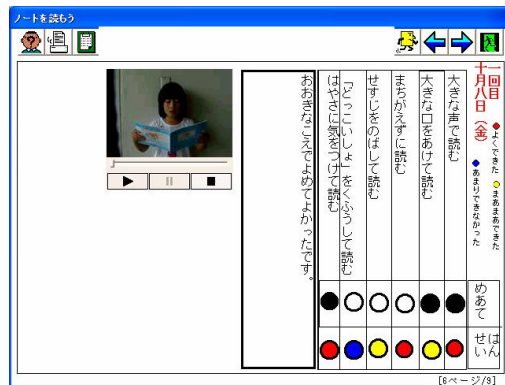 ノートを読もう
一回目
十月八日（金）
●よくできた ●まあまあできた
●あまりできなかった
めあて
はんせい
大きな声で読む
大きな口をあけて読む
まちがえずに読む
せすじをのばして読む
「どっこいしょ」をくふうして読む
はやさに気をつけて読む
おおきなこえでよめてよかったです。
[6ページ/9]